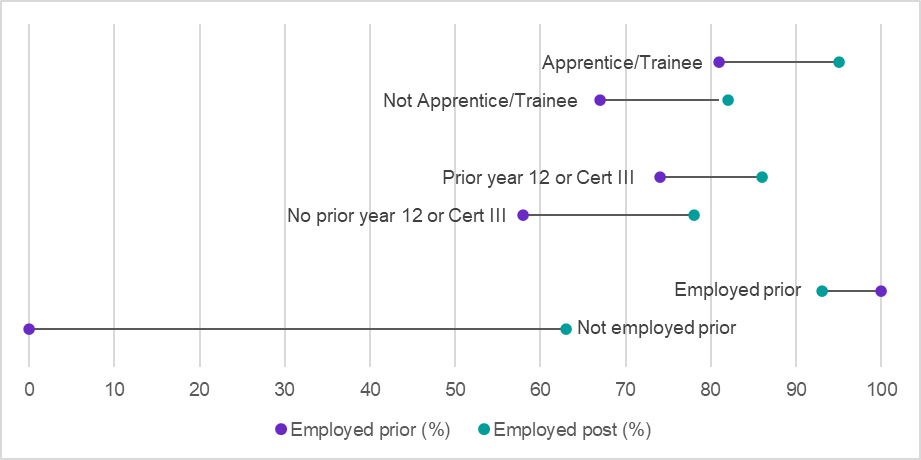 Apprentice/Trainee
Not Apprentice/Trainee
Prior year 12 or Cert III
No prior year 12 or Cert III
Employed prior
Not employed prior
0 10 20 30 40 50 60 70 80 90 100
Employed prior (%) Employed post (%)